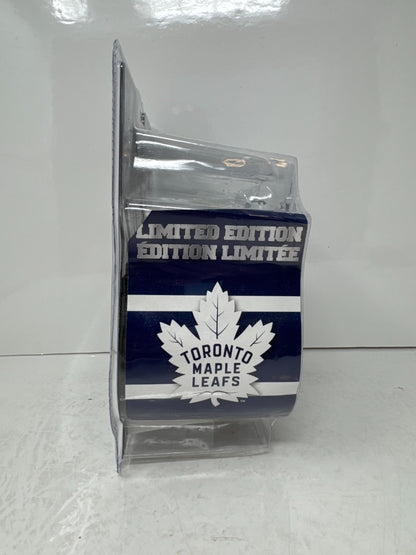 LIMITED EDITION
ÉDITION LIMITÉE
TORONTO
MAPLE
LEAFS